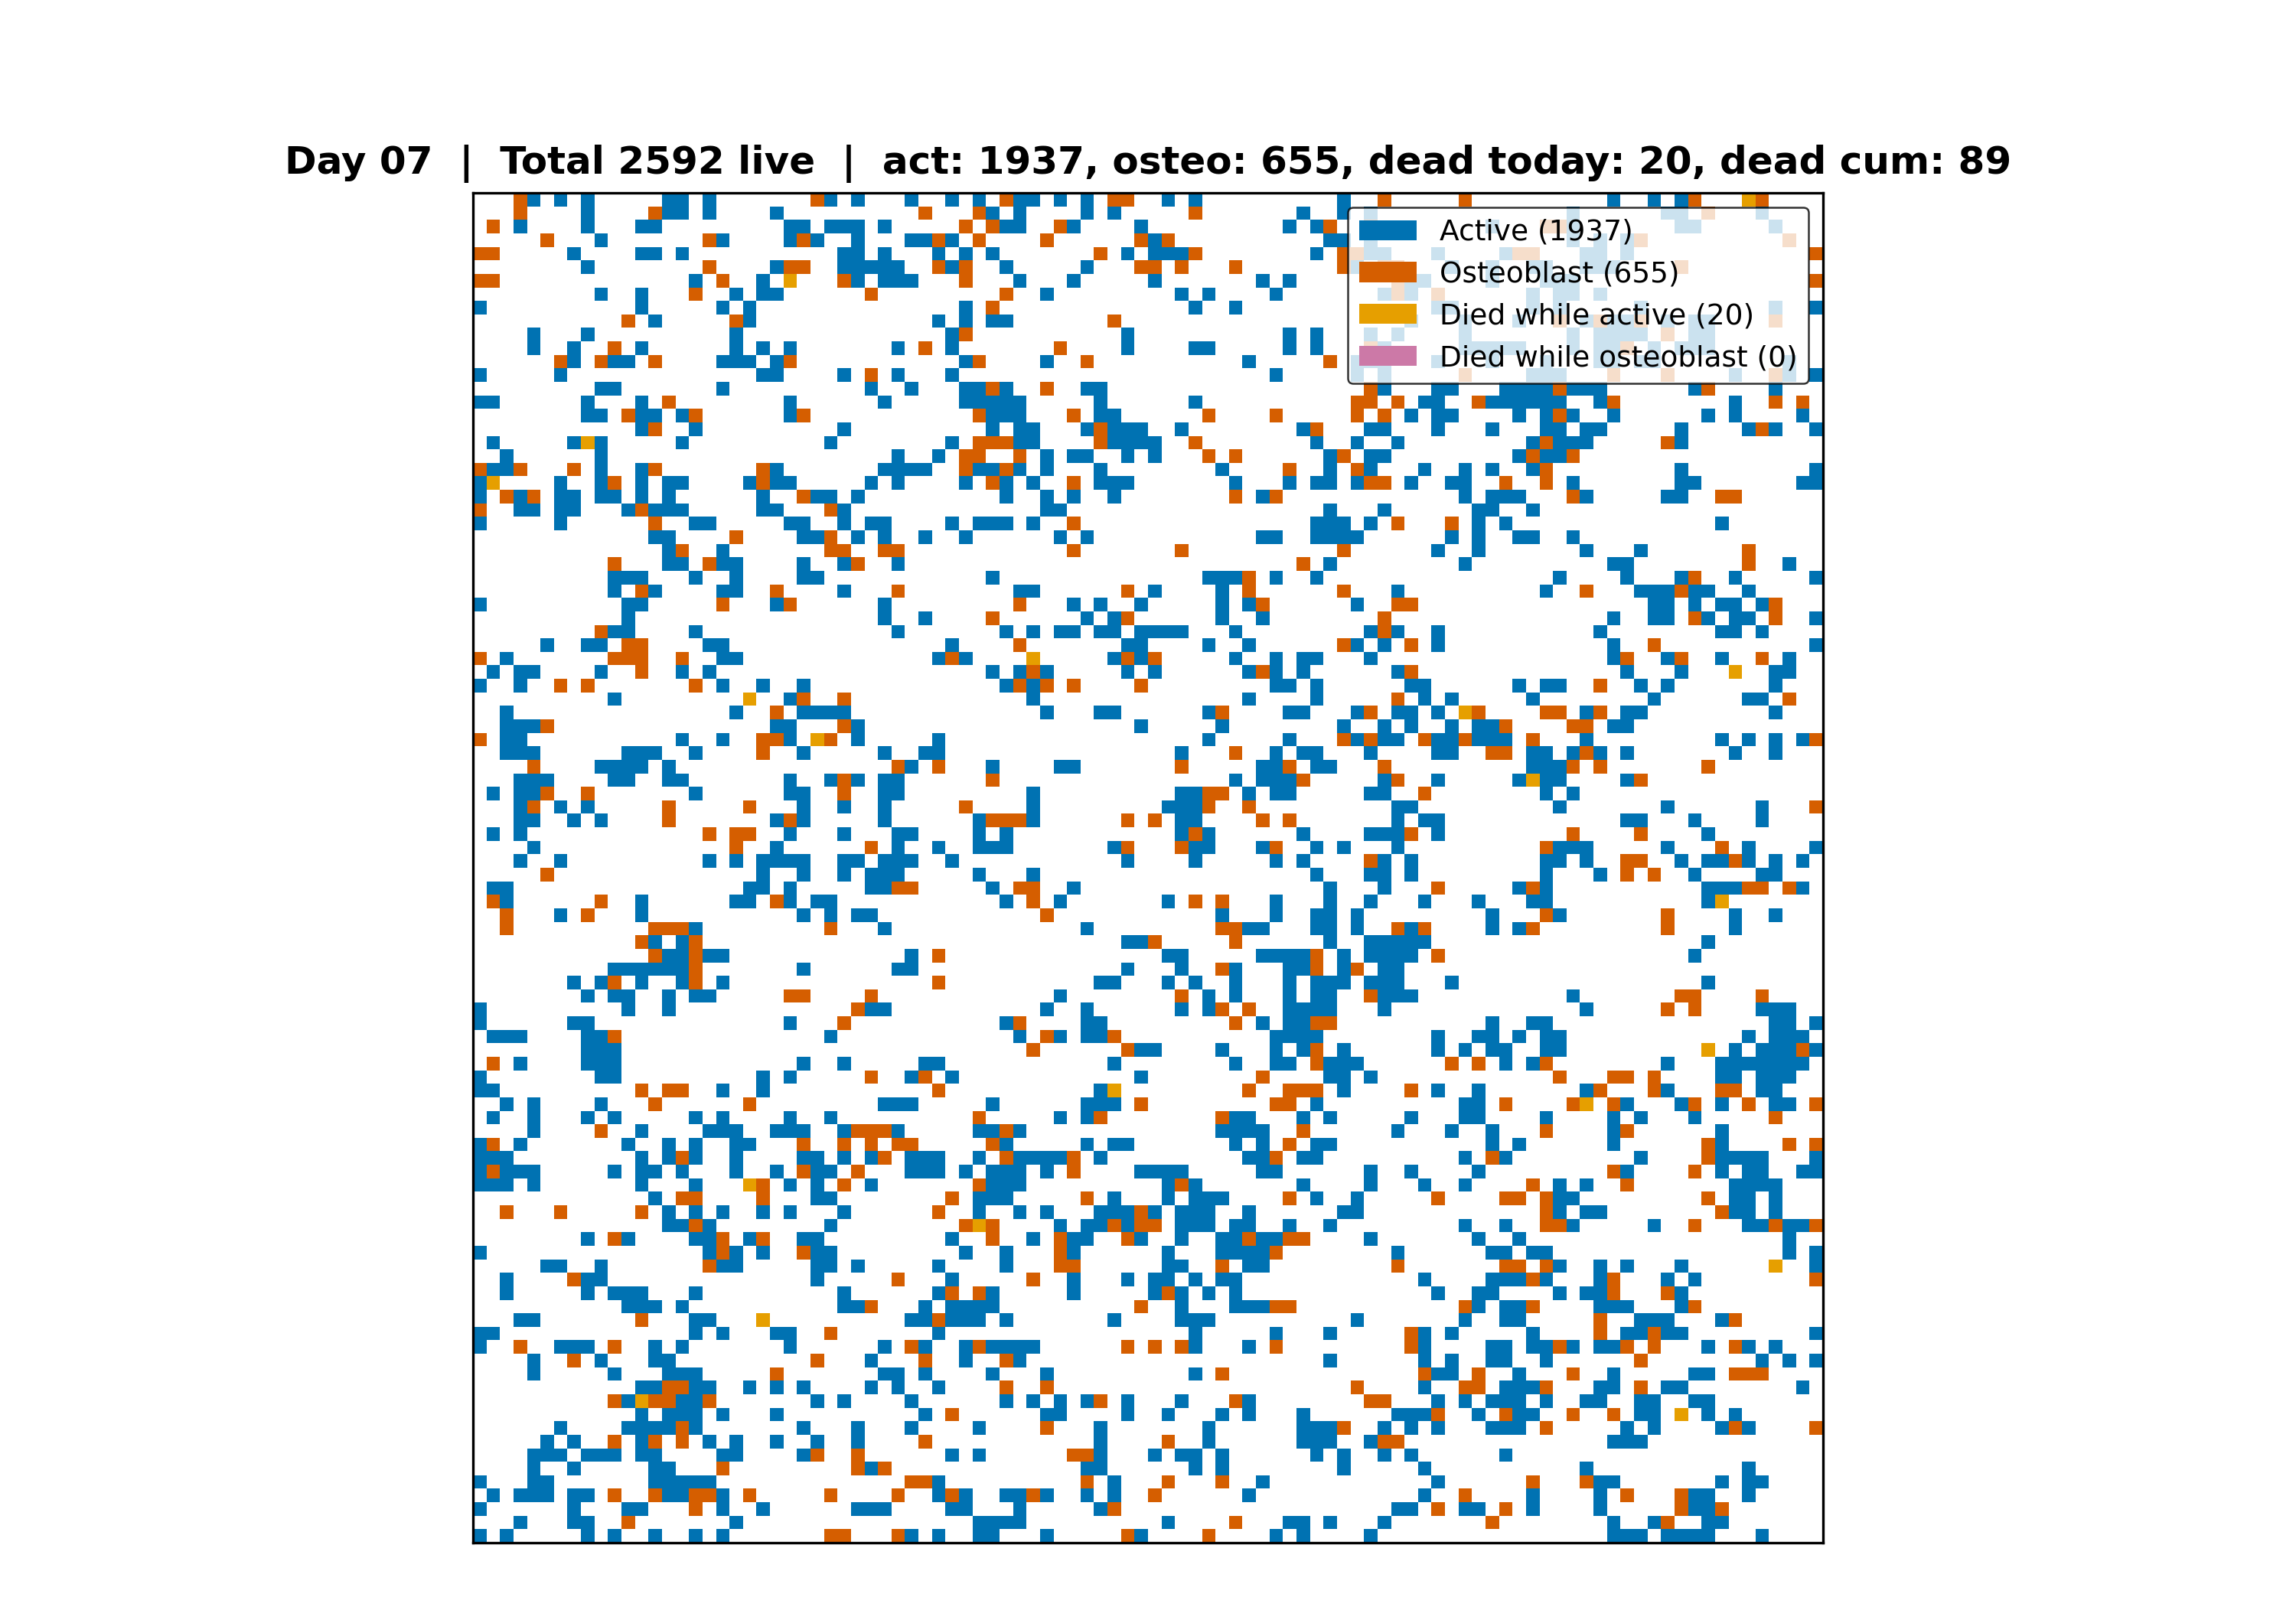 Day 07 | Total 2592 live | act: 1937, osteo: 655, dead today: 20, dead cum: 89
Active (1937)
Osteoblast (655)
Died while active (20)
Died while osteoblast (0)